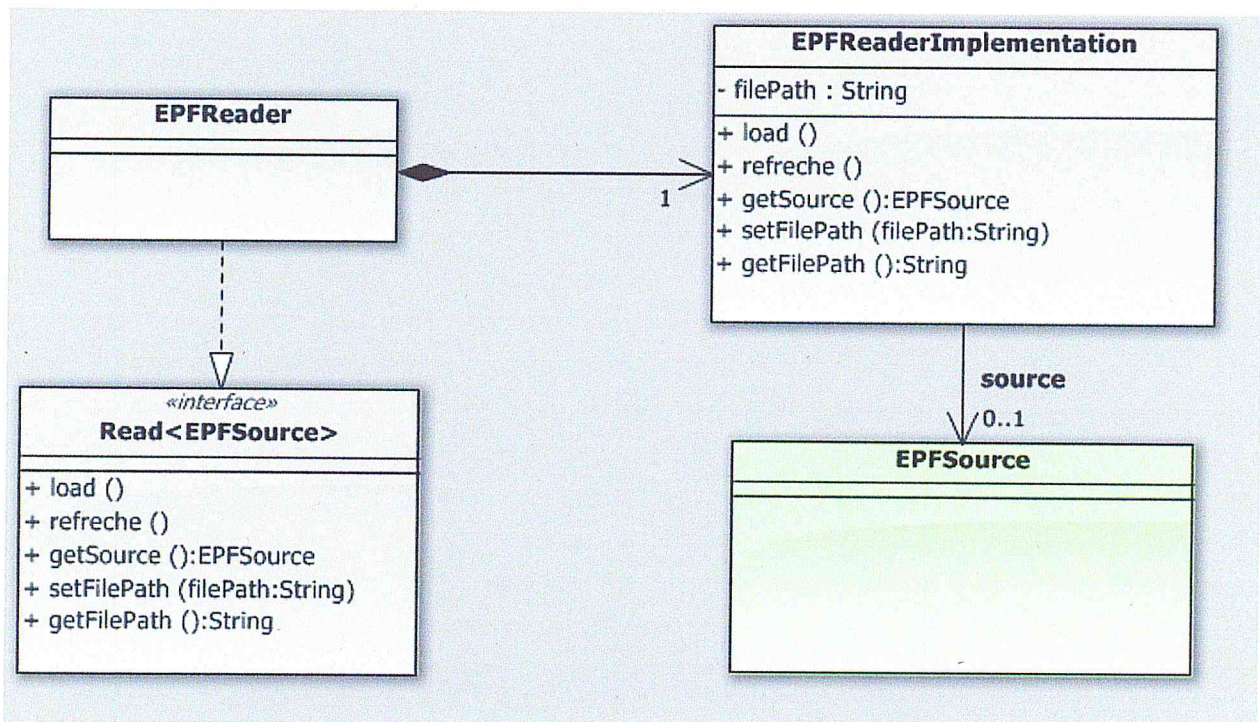 EPFReader
EPFReaderImplementation
- filePath : String
+ load ()
+ refreche ()
+ getSource ():EPFSource
+ setFilePath (filePath:String)
+ getFilePath ():String
1
source
0..1
«interface»
Read<EPFSource>
+ load ()
+ refreche ()
+ getSource ():EPFSource
+ setFilePath (filePath:String)
+ getFilePath ():String
EPFSource